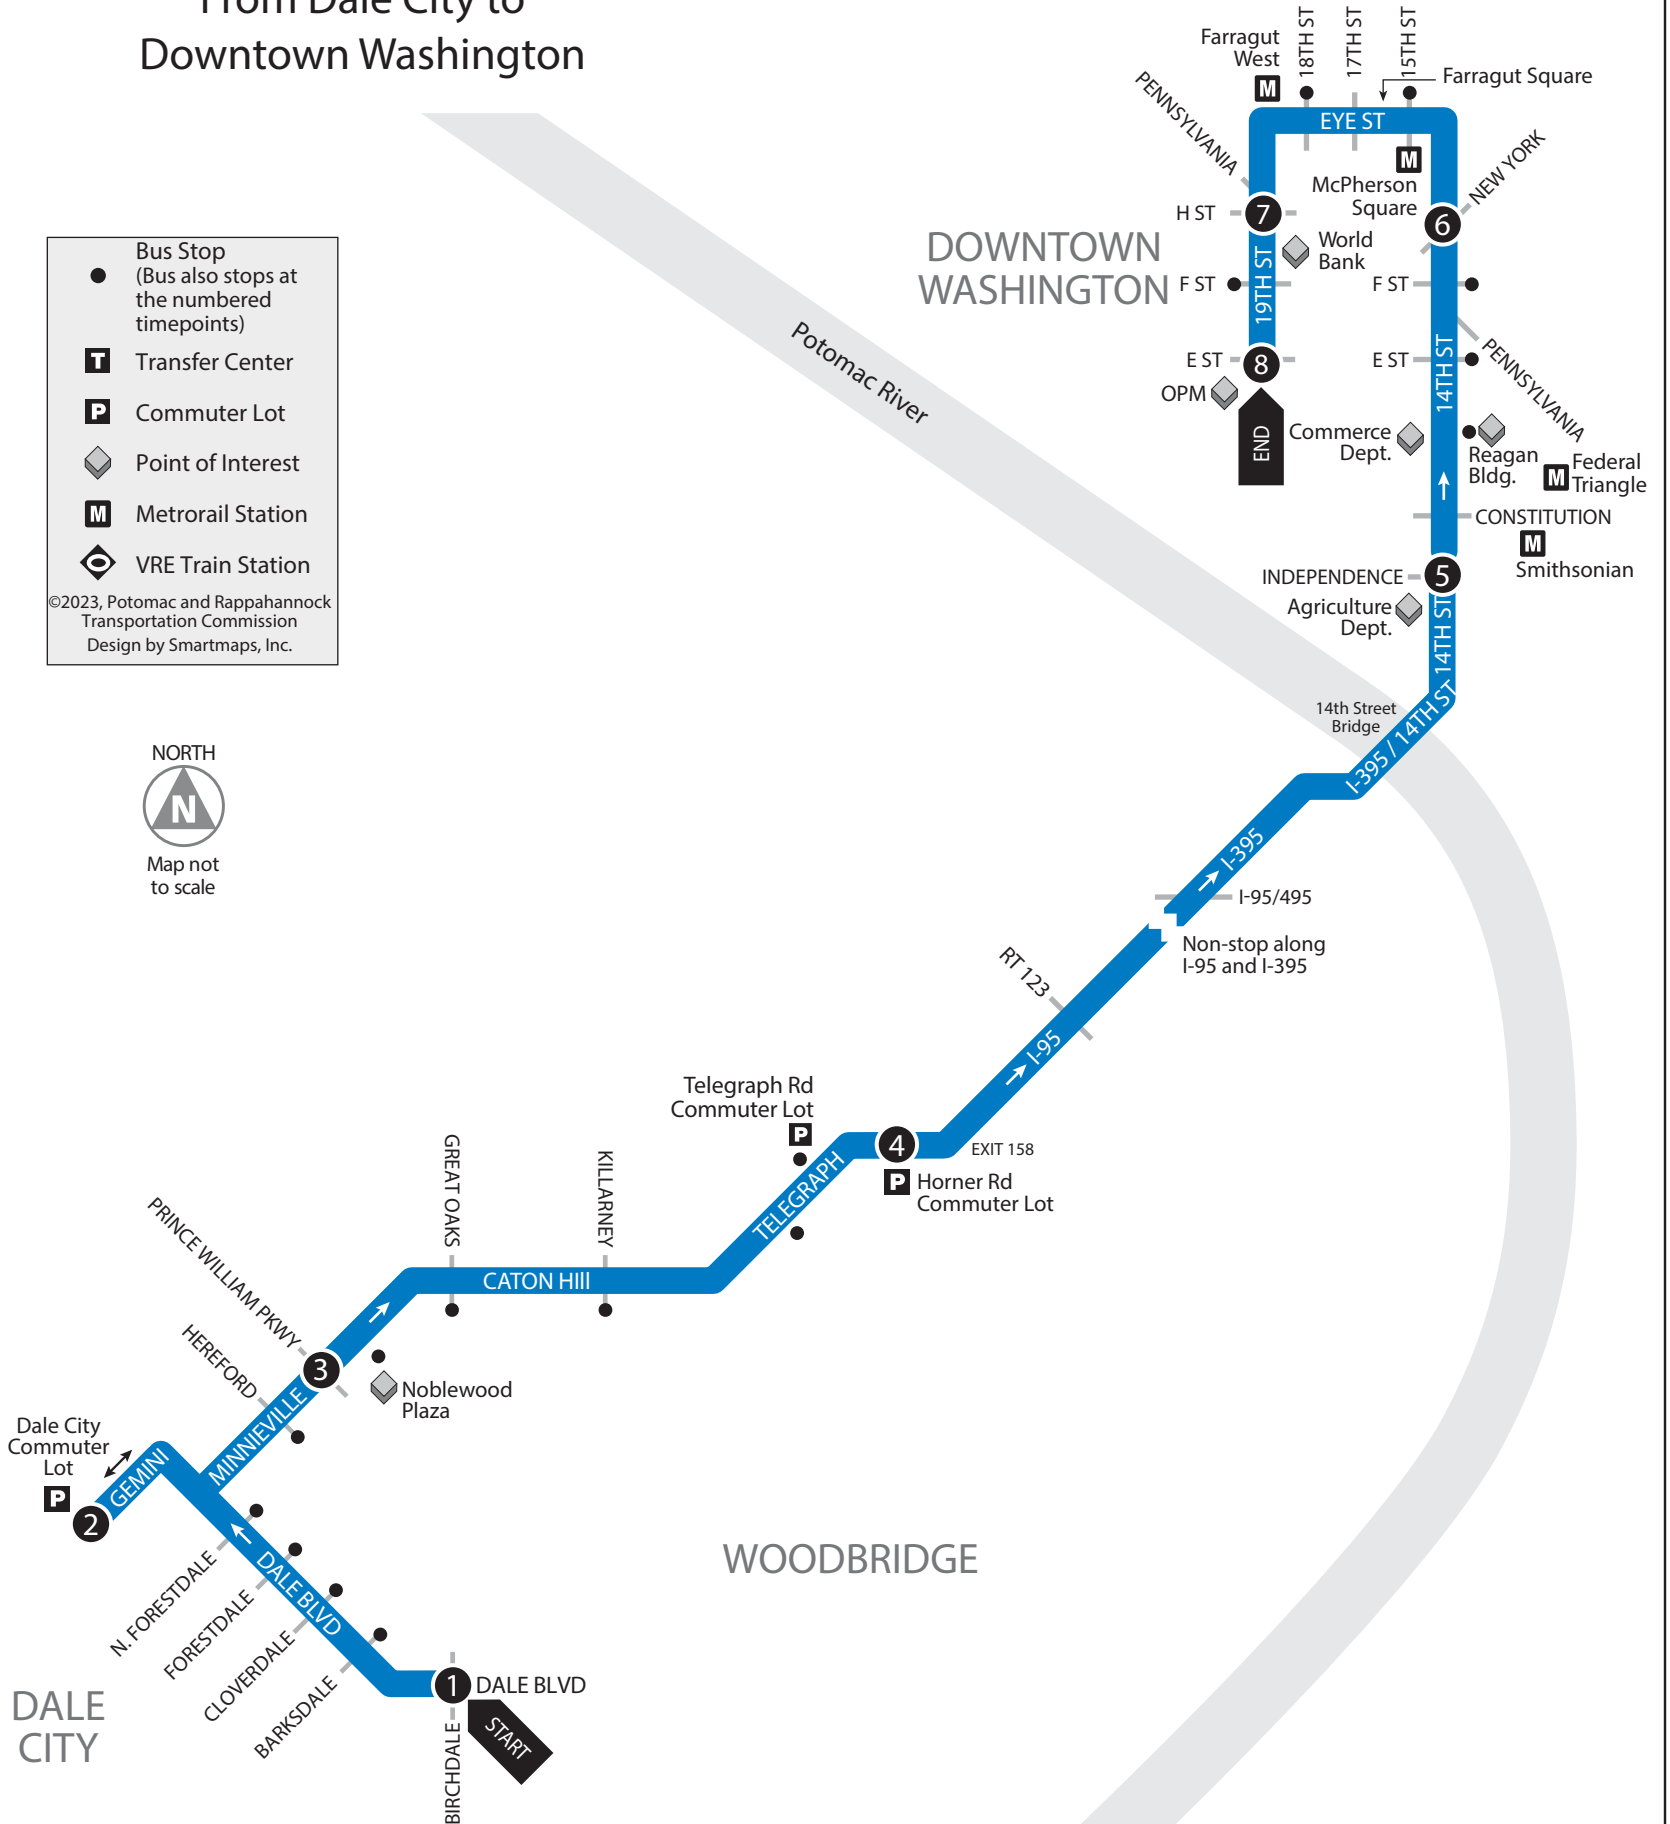 From Dale City to
Downtown Washington
Bus Stop
(Bus also stops at
the numbered
timepoints)
T Transfer Center
P Commuter Lot
Point of Interest
M Metrorail Station
VRE Train Station
©2023, Potomac and Rappahannock
Transportation Commission
Design by Smartmaps, Inc.
NORTH
N
Map not
to scale
Farragut
West
M
18TH ST
17TH ST
15TH ST
Farragut Square
PENNSYLVANIA
EYE ST
M
McPherson
Square
NEW YORK
H ST
7
6
DOWNTOWN
WASHINGTON
World
Bank
F ST
19TH ST
F ST
E ST
8
E ST
14TH ST
PENNSYLVANIA
OPM
END
Commerce
Dept.
Reagan
Bldg.
M
Federal
Triangle
CONSTITUTION
M
Smithsonian
INDEPENDENCE
5
Agriculture
Dept.
14TH ST
Potomac River
14th Street
Bridge
I-395 / 14TH ST
I-395
I-95/495
Non-stop along
I-95 and I-395
RT 123
I-95
Telegraph Rd
Commuter Lot
P
4
EXIT 158
P
Horner Rd
Commuter Lot
TELEGRAPH
GREAT OAKS
KILLARNEY
CATON HIll
PRINCE WILLIAM PKWY
HEREFORD
3
Noblewood
Plaza
MINNIEVILLE
Dale City
Commuter
Lot
P
2
GEMINI
WOODBRIDGE
N. FORESTDALE
FORESTDALE
CLOVERDALE
BARKSDALE
DALE BLVD
1
DALE BLVD
START
BIRCHDALE
DALE
CITY